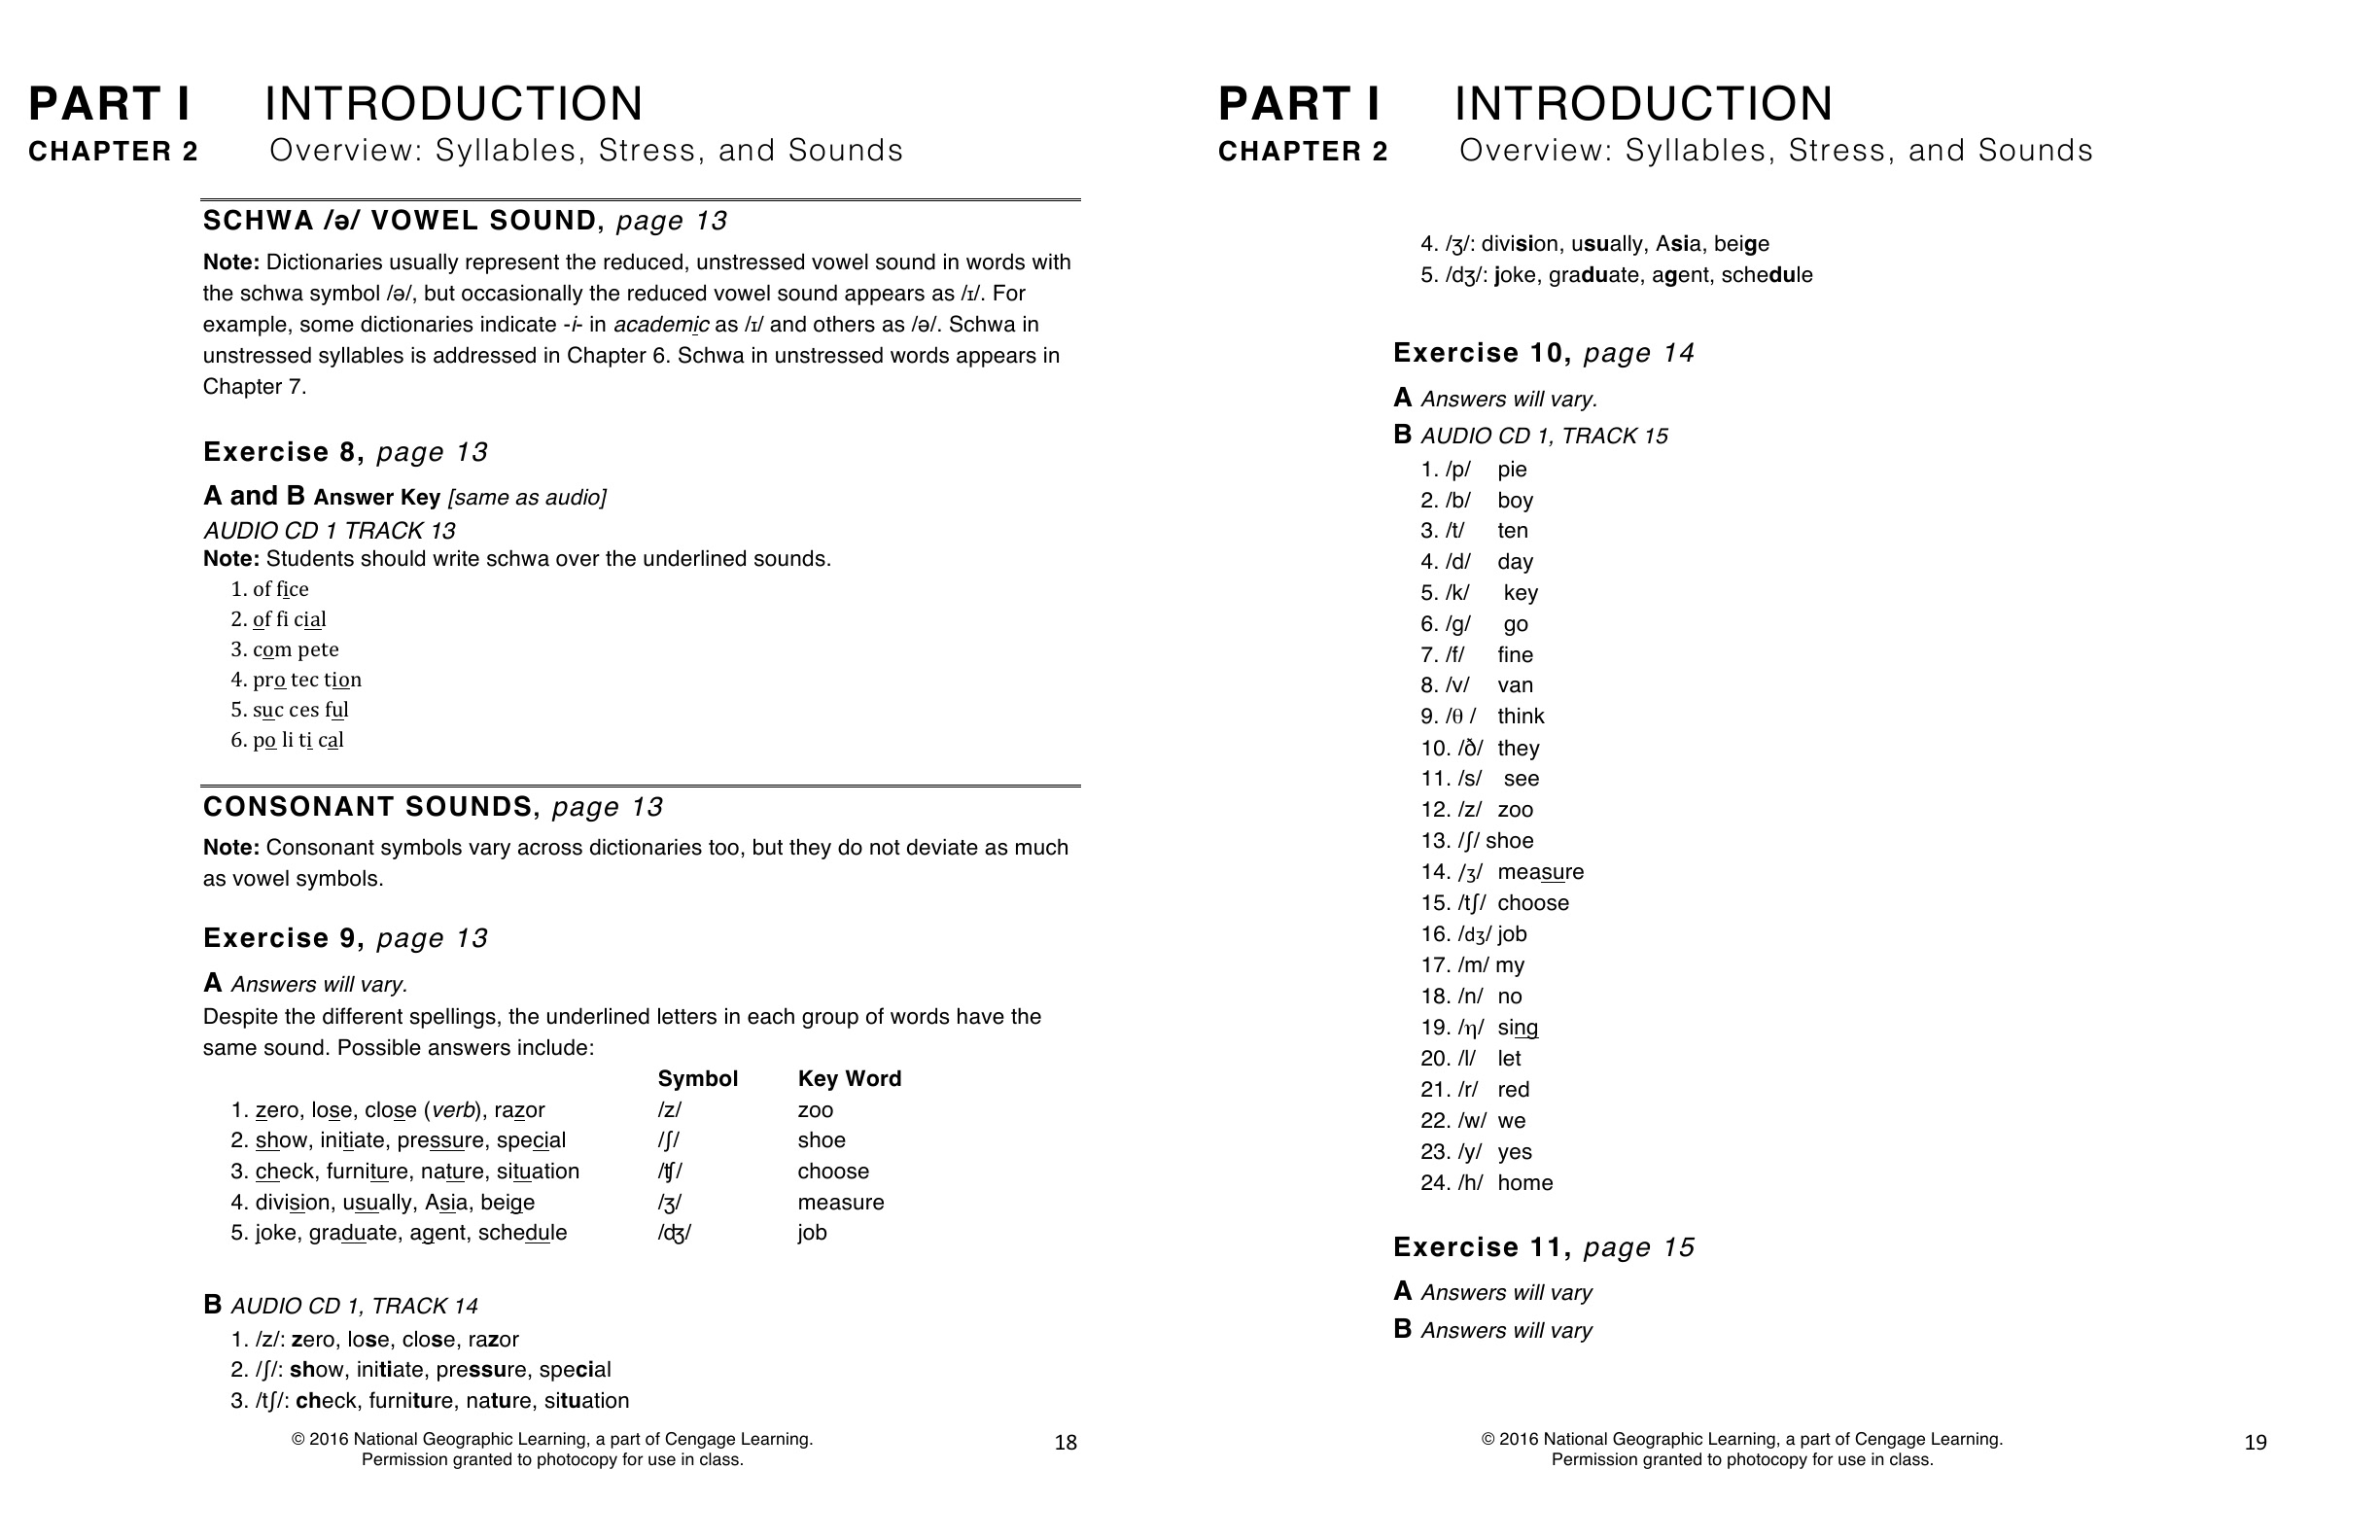 PART I INTRODUCTION
CHAPTER 2 Overview: Syllables, Stress, and Sounds
SCHWA /ə/ VOWEL SOUND, page 13
Note: Dictionaries usually represent the reduced, unstressed vowel sound in words with
the schwa symbol /ə/, but occasionally the reduced vowel sound appears as /ɪ/. For
example, some dictionaries indicate -i- in academic as /ɪ/ and others as /ə/. Schwa in
unstressed syllables is addressed in Chapter 6. Schwa in unstressed words appears in
Chapter 7.
Exercise 8, page 13
A and B Answer Key [same as audio]
AUDIO CD 1 TRACK 13
Note: Students should write schwa over the underlined sounds.
1. of fice
2. of fi cial
3. com pete
4. pro tec tion
5. suc ces ful
6. po li ti cal
CONSONANT SOUNDS, page 13
Note: Consonant symbols vary across dictionaries too, but they do not deviate as much
as vowel symbols.
Exercise 9, page 13
A Answers will vary.
Despite the different spellings, the underlined letters in each group of words have the
same sound. Possible answers include:
Symbol Key Word
1. zero, lose, close (verb), razor /z/ zoo
2. show, initiate, pressure, special /ʃ/ shoe
3. check, furniture, nature, situation /ʧ/ choose
4. division, usually, Asia, beige /ʒ/ measure
5. joke, graduate, agent, schedule /ʤ/ job
B AUDIO CD 1, TRACK 14
1. /z/: zero, lose, close, razor
2. /ʃ/: show, initiate, pressure, special
3. /tʃ/: check, furniture, nature, situation
© 2016 National Geographic Learning, a part of Cengage Learning.
Permission granted to photocopy for use in class.
18
PART I INTRODUCTION
CHAPTER 2 Overview: Syllables, Stress, and Sounds
4. /ʒ/: division, usually, Asia, beige
5. /dʒ/: joke, graduate, agent, schedule
Exercise 10, page 14
A Answers will vary.
B AUDIO CD 1, TRACK 15
1. /p/ pie
2. /b/ boy
3. /t/ ten
4. /d/ day
5. /k/ key
6. /g/ go
7. /f/ fine
8. /v/ van
9. /θ / think
10. /ð/ they
11. /s/ see
12. /z/ zoo
13. /ʃ/ shoe
14. /ʒ/ measure
15. /tʃ/ choose
16. /dʒ/ job
17. /m/ my
18. /n/ no
19. /η/ sing
20. /l/ let
21. /r/ red
22. /w/ we
23. /y/ yes
24. /h/ home
Exercise 11, page 15
A Answers will vary
B Answers will vary
© 2016 National Geographic Learning, a part of Cengage Learning.
Permission granted to photocopy for use in class.
19